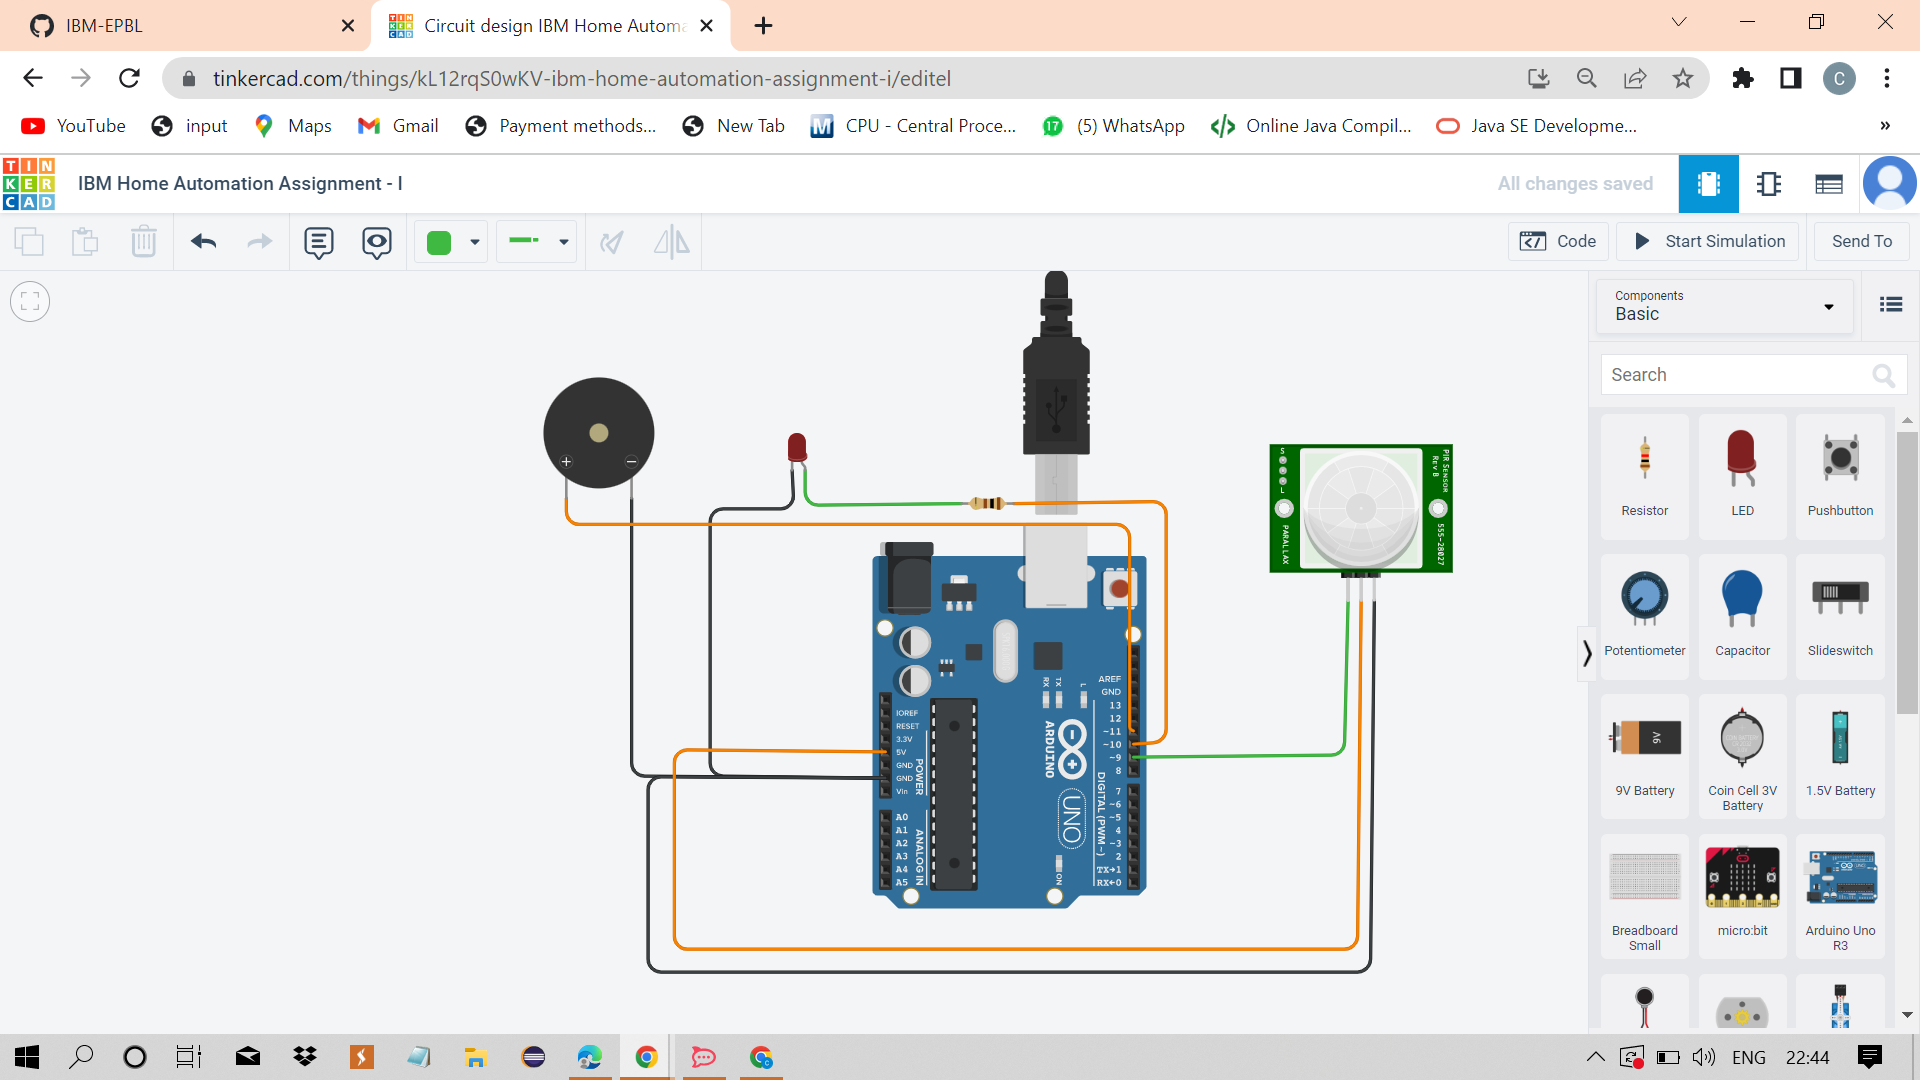 IBM-EPBL
Circuit design IBM Home Automa
tinkercad.com/things/kL12rqS0wKV-ibm-home-automation-assignment-i/editel
C
YouTube
input
Maps
Gmail
Payment methods...
New Tab
M
CPU - Central Proce...
17
(5) WhatsApp
Online Java Compil...
Java SE Developme...
»
TIN
KER
CAD
IBM Home Automation Assignment - I
All changes saved
Code
Start Simulation
Send To
Components
Basic
Search
Resistor
LED
Pushbutton
Potentiometer
Capacitor
Slideswitch
9V
9V Battery
Coin Cell 3V
Battery
1.5V Battery
Breadboard
Small
micro:bit
Arduino Uno
R3
+
−
S
L
PIR SENSOR
REV B
PARALLAX
555-28027
IOREF
RESET
3.3V
5V
GND
GND
Vin
POWER
A0
A1
A2
A3
A4
A5
ANALOG IN
RX
TX
L
ARDUINO
UNO
ON
AREF
GND
13
12
~11
~10
~9
8
7
~6
~5
4
~3
2
TX→1
RX←0
DIGITAL (PWM~)
ENG
22:44